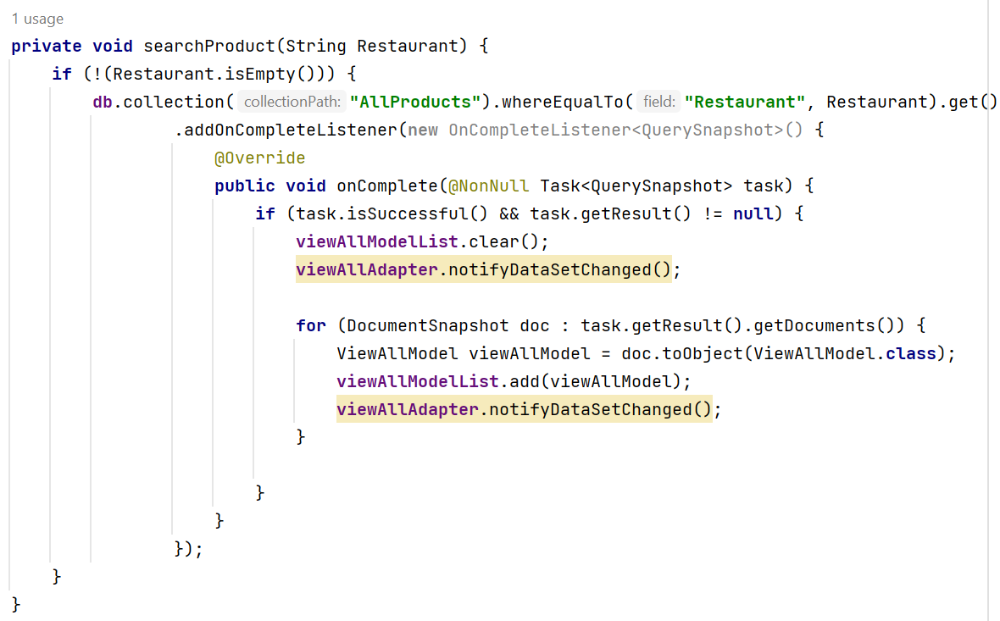 1 usage
private void searchProduct(String Restaurant) {
    if (!(Restaurant.isEmpty())) {
        db.collection( collectionPath: "AllProducts").whereEqualTo( field: "Restaurant", Restaurant).get()
                .addOnCompleteListener(new OnCompleteListener<QuerySnapshot>() {
                    @Override
                    public void onComplete(@NonNull Task<QuerySnapshot> task) {
                        if (task.isSuccessful() && task.getResult() != null) {
                            viewAllModelList.clear();
                            viewAllAdapter.notifyDataSetChanged();
                            for (DocumentSnapshot doc : task.getResult().getDocuments()) {
                                ViewAllModel viewAllModel = doc.toObject(ViewAllModel.class);
                                viewAllModelList.add(viewAllModel);
                                viewAllAdapter.notifyDataSetChanged();
                            }
                        }
                    }
                });
    }
}